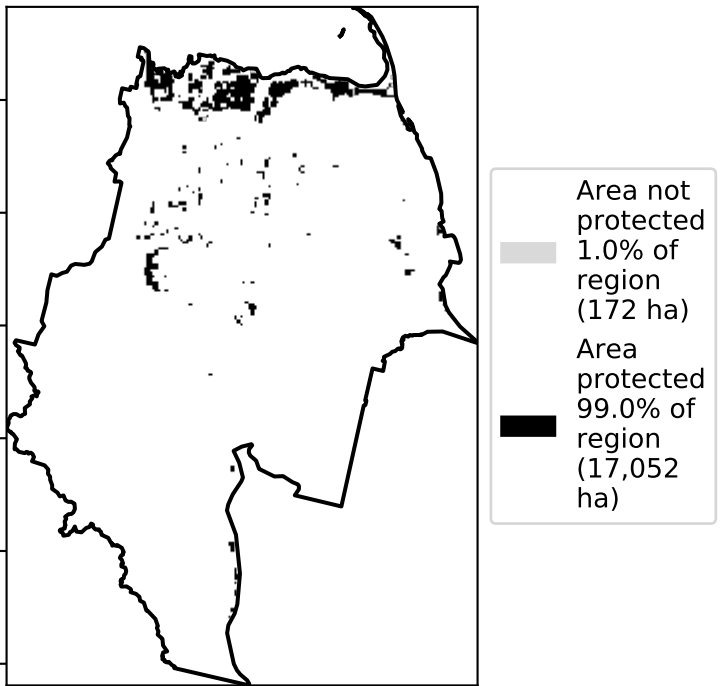 Area not
protected
1.0% of
region
(172 ha)
Area
protected
99.0% of
region
(17,052
ha)